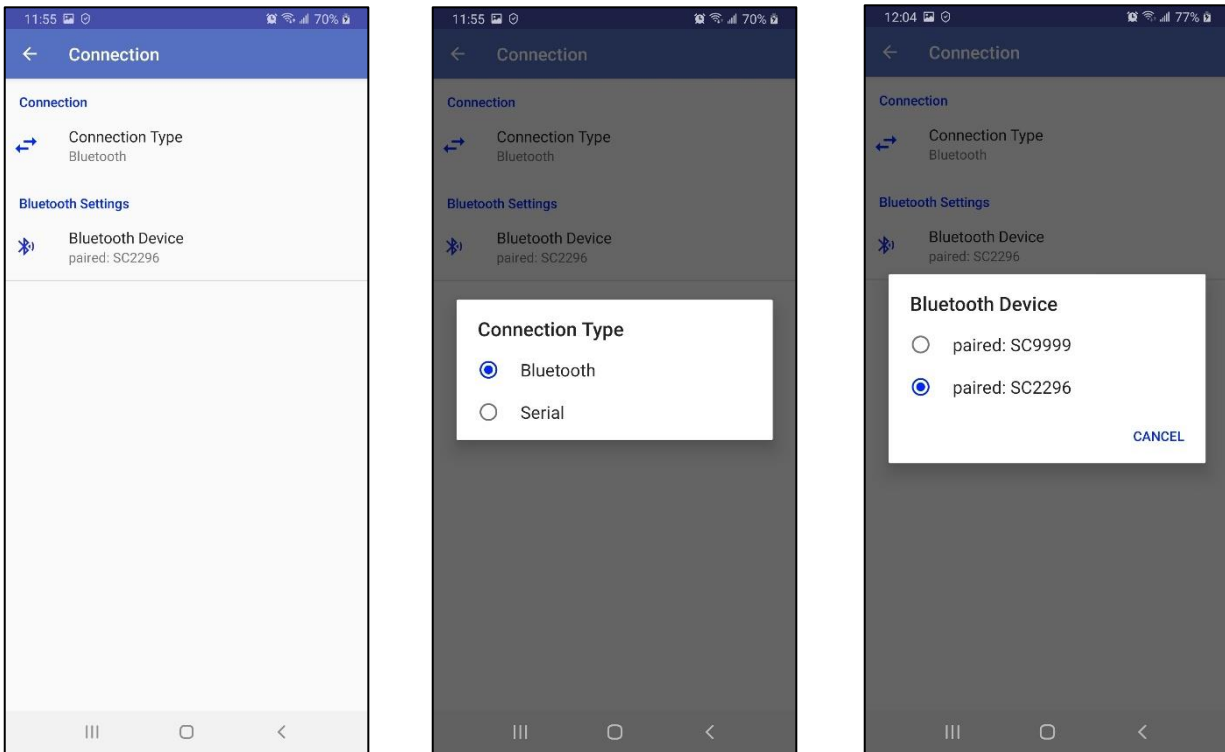 11:55 70%
Connection
Connection
Connection Type
Bluetooth
Bluetooth Settings
Bluetooth Device
paired: SC2296
11:55 70%
Connection
Connection
Connection Type
Bluetooth
Bluetooth Settings
Bluetooth Device
paired: SC2296
Connection Type
Bluetooth
Serial
12:04 77%
Connection
Connection
Connection Type
Bluetooth
Bluetooth Settings
Bluetooth Device
paired: SC2296
Bluetooth Device
paired: SC9999
paired: SC2296
CANCEL